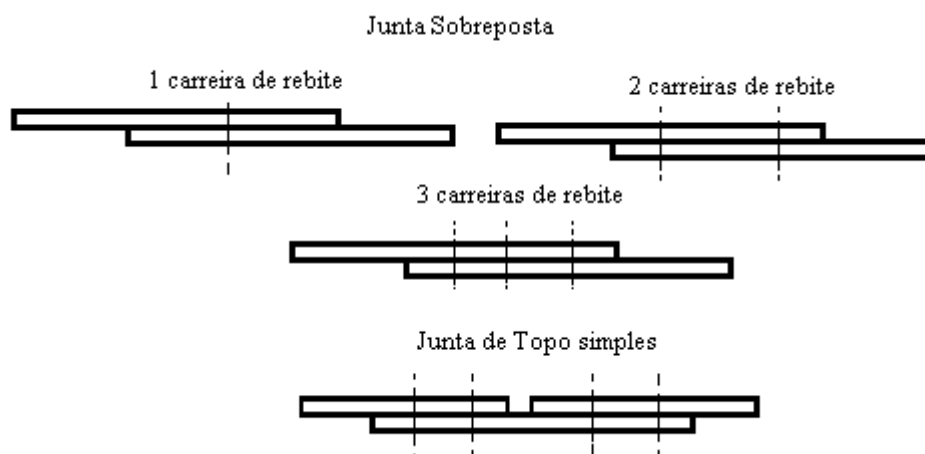 Junta Sobreposta
1 carreira de rebite
2 carreiras de rebite
3 carreiras de rebite
Junta de Topo simples